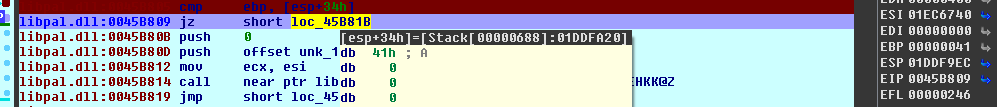 cmp ebp, [esp+34h]
libpal.dll:0045B809 jz short loc_45B81B
libpal.dll:0045B80B push 0
[esp+34h]=[Stack[00000688]:01DDFA20]
libpal.dll:0045B80D push offset unk_1
db 41h ; A
libpal.dll:0045B812 mov ecx, esi
db 0
libpal.dll:0045B814 call near ptr lib
db 0
EHKK@Z
libpal.dll:0045B819 jmp short loc_45
db 0
ESI 01EC6740
EDI 00000000
EBP 00000041
ESP 01DDF9EC
EIP 0045B809
EFL 00000246